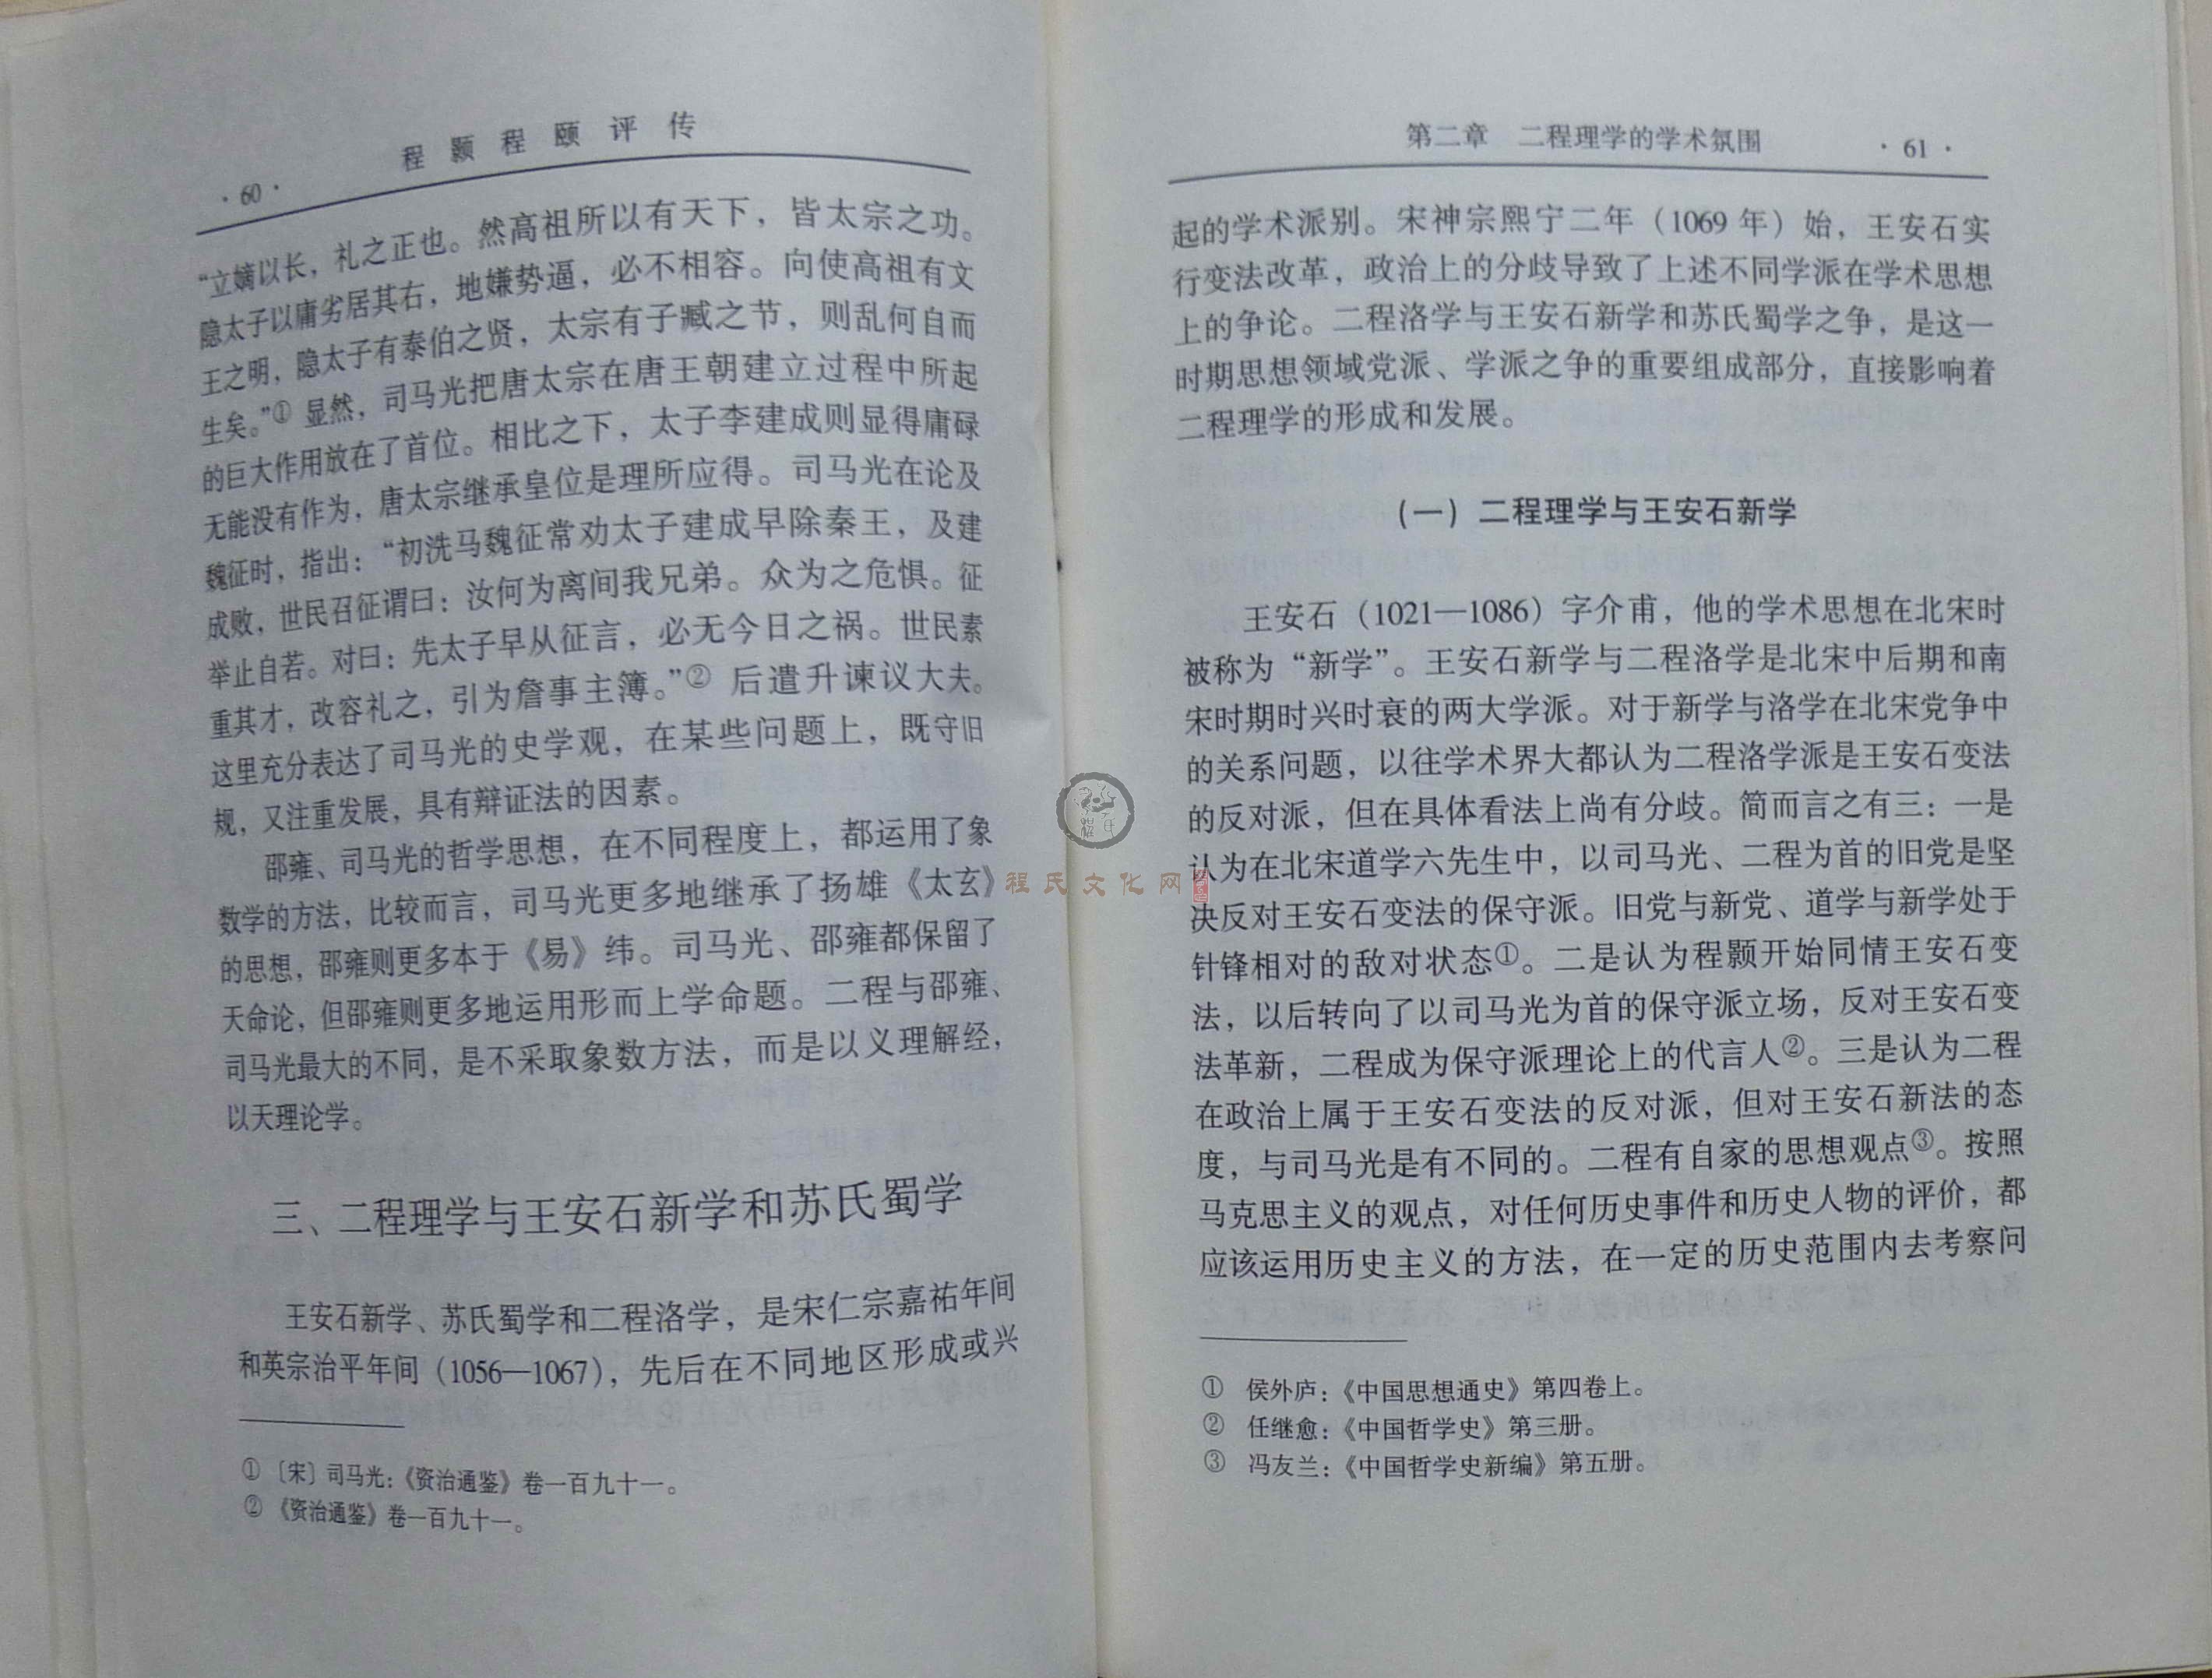 ·60·
程颢程颐评传
“立嫡以长，礼之正也。然高祖所以有天下，皆太宗之功。
隐太子以庸劣居其右，地嫌势逼，必不相容。向使高祖有文
王之明，隐太子有泰伯之贤，太宗有子臧之节，则乱何自而
生矣。”① 显然，司马光把唐太宗在唐王朝建立过程中所起
的巨大作用放在了首位。相比之下，太子李建成则显得庸碌
无能没有作为，唐太宗继承皇位是理所应得。司马光在论及
魏征时，指出：“初洗马魏征常劝太子建成早除秦王，及建
成败，世民召征谓曰：汝何为离间我兄弟。众为之危惧。征
举止自若。对曰：先太子早从征言，必无今日之祸。世民素
重其才，改容礼之，引为詹事主簿。”② 后遣升谏议大夫。
这里充分表达了司马光的史学观，在某些问题上，既守旧
规，又注重发展，具有辩证法的因素。
邵雍、司马光的哲学思想，在不同程度上，都运用了象
数学的方法，比较而言，司马光更多地继承了扬雄《太玄》
的思想，邵雍则更多本于《易》纬。司马光、邵雍都保留了
天命论，但邵雍则更多地运用形而上学命题。二程与邵雍、
司马光最大的不同，是不采取象数方法，而是以义理解经，
以天理论学。
三、二程理学与王安石新学和苏氏蜀学
王安石新学、苏氏蜀学和二程洛学，是宋仁宗嘉祐年间
和英宗治平年间（1056—1067），先后在不同地区形成或兴
① ［宋］司马光：《资治通鉴》卷一百九十一。
② 《资治通鉴》卷一百九十一。
第二章 二程理学的学术氛围
·61·
起的学术派别。宋神宗熙宁二年（1069 年）始，王安石实
行变法改革，政治上的分歧导致了上述不同学派在学术思想
上的争论。二程洛学与王安石新学和苏氏蜀学之争，是这一
时期思想领域党派、学派之争的重要组成部分，直接影响着
二程理学的形成和发展。
（一）二程理学与王安石新学
王安石（1021—1086）字介甫，他的学术思想在北宋时
被称为“新学”。王安石新学与二程洛学是北宋中后期和南
宋时期时兴时衰的两大学派。对于新学与洛学在北宋党争中
的关系问题，以往学术界大都认为二程洛学派是王安石变法
的反对派，但在具体看法上尚有分歧。简而言之有三：一是
认为在北宋道学六先生中，以司马光、二程为首的旧党是坚
决反对王安石变法的保守派。旧党与新党、道学与新学处于
针锋相对的敌对状态①。二是认为程颢开始同情王安石变
法，以后转向了以司马光为首的保守派立场，反对王安石变
法革新，二程成为保守派理论上的代言人②。三是认为二程
在政治上属于王安石变法的反对派，但对王安石新法的态
度，与司马光是有不同的。二程有自家的思想观点③。按照
马克思主义的观点，对任何历史事件和历史人物的评价，都
应该运用历史主义的方法，在一定的历史范围内去考察问
① 侯外庐：《中国思想通史》第四卷上。
② 任继愈：《中国哲学史》第三册。
③ 冯友兰：《中国哲学史新编》第五册。
程氏文化网